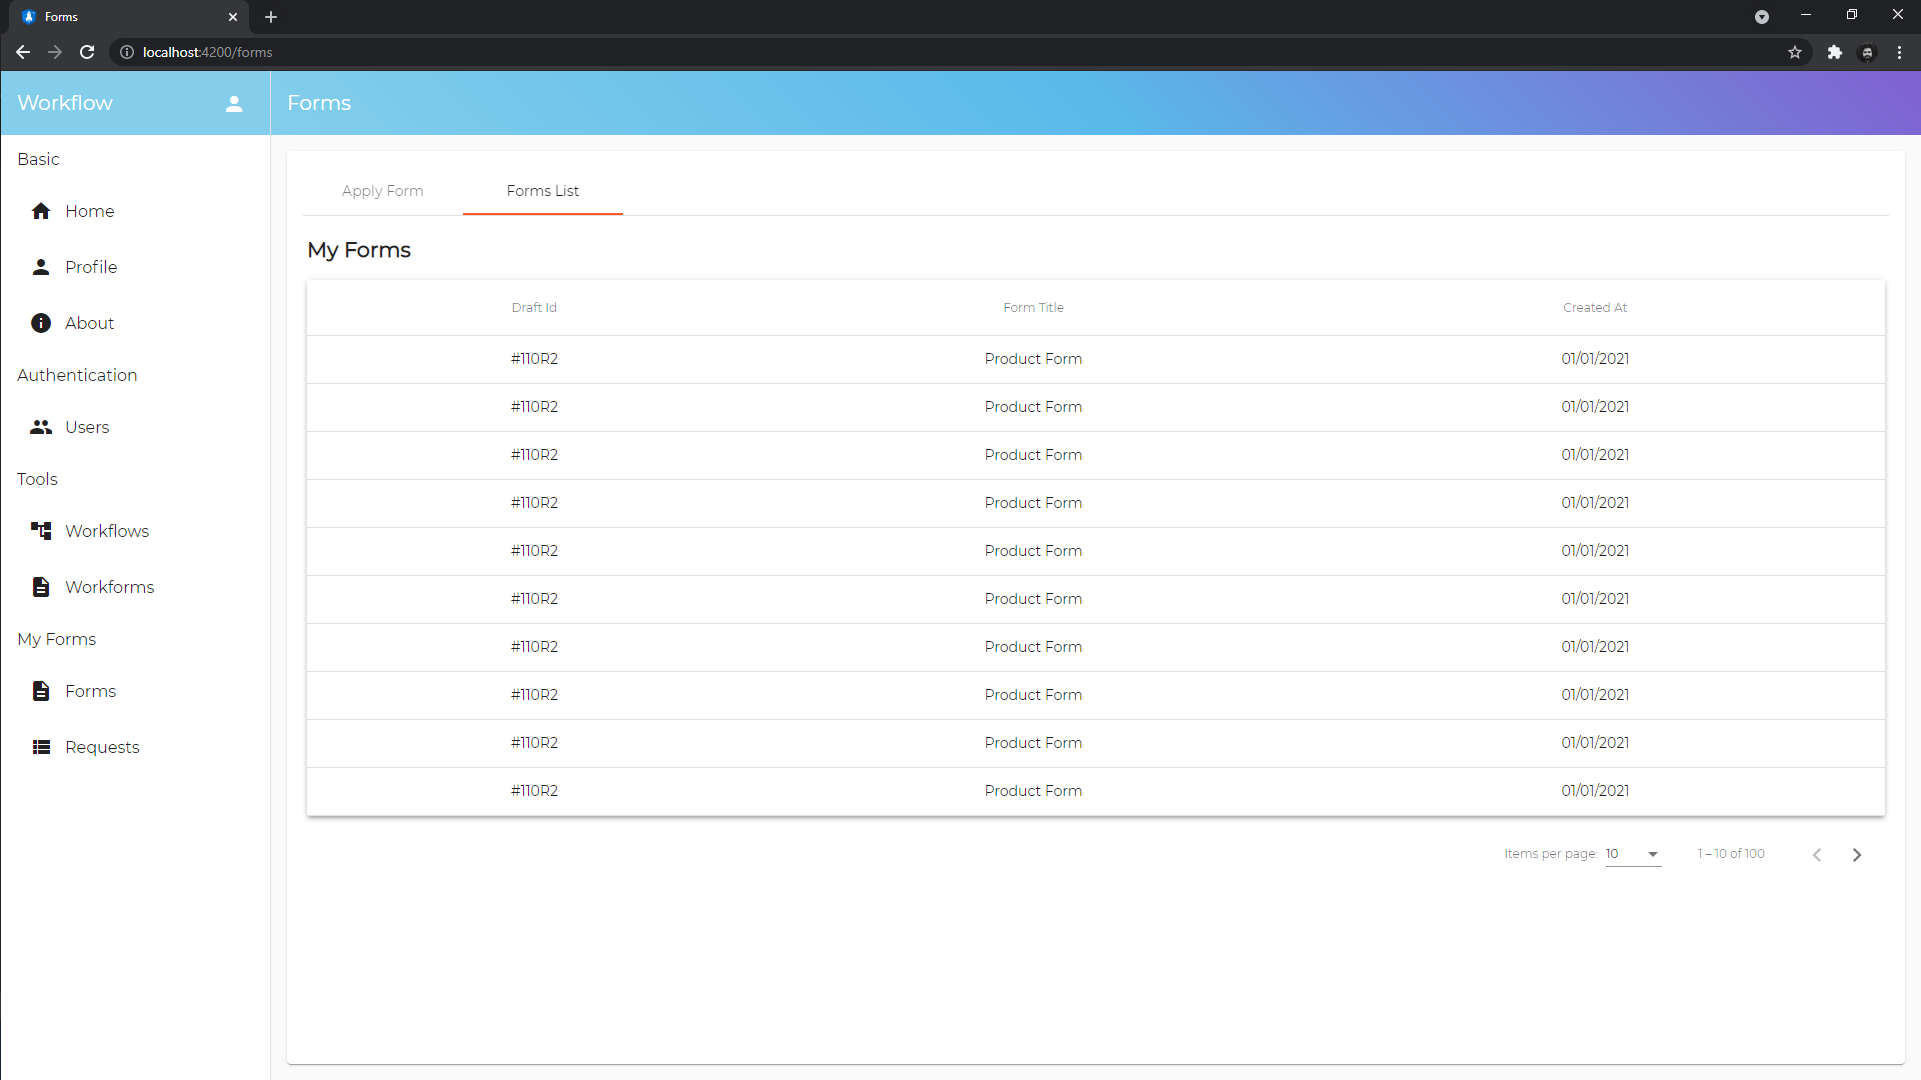 Forms
localhost:4200/forms
Workflow
Forms
Basic
Home
Profile
About
Authentication
Users
Tools
Workflows
Workforms
My Forms
Forms
Requests
Apply Form Forms List
My Forms
Draft Id Form Title Created At
#110R2 Product Form 01/01/2021
#110R2 Product Form 01/01/2021
#110R2 Product Form 01/01/2021
#110R2 Product Form 01/01/2021
#110R2 Product Form 01/01/2021
#110R2 Product Form 01/01/2021
#110R2 Product Form 01/01/2021
#110R2 Product Form 01/01/2021
#110R2 Product Form 01/01/2021
#110R2 Product Form 01/01/2021
Items per page: 10 1 – 10 of 100